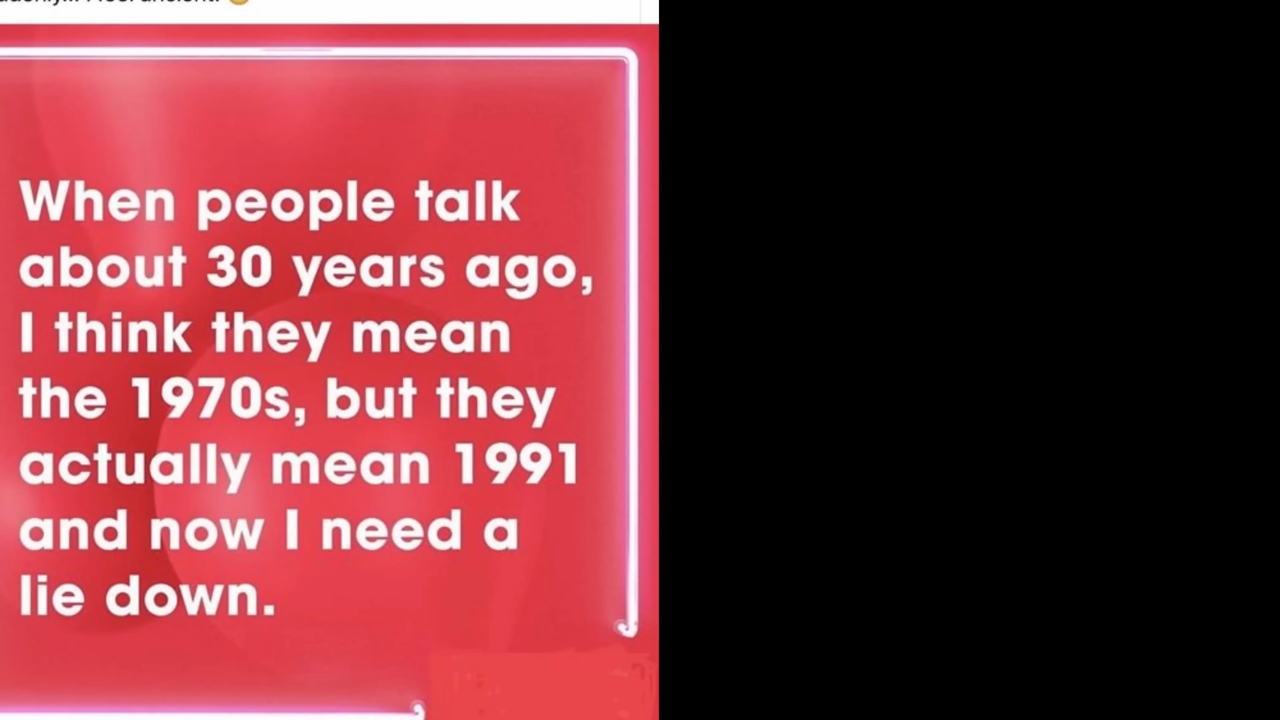 When people talk
about 30 years ago,
I think they mean
the 1970s, but they
actually mean 1991
and now I need a
lie down.